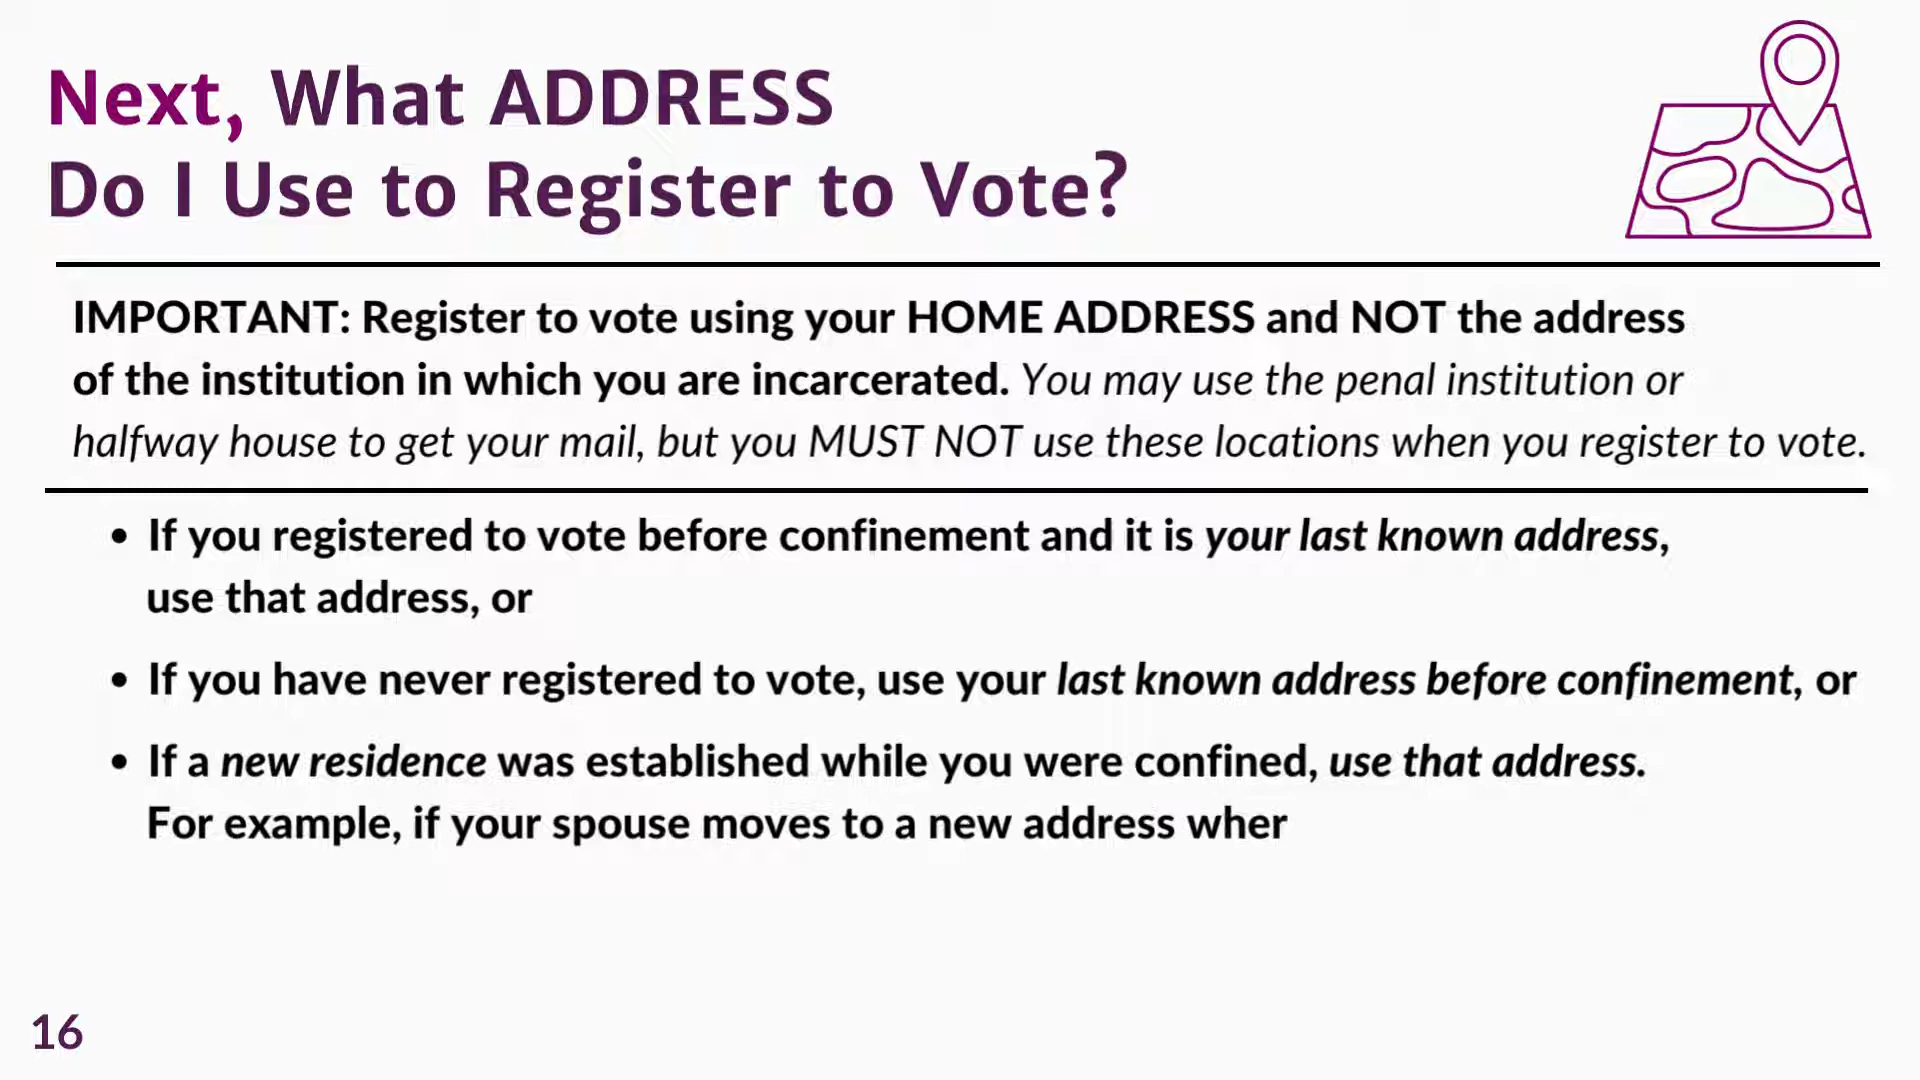 Next, What ADDRESS
Do I Use to Register to Vote?
IMPORTANT: Register to vote using your HOME ADDRESS and NOT the address
of the institution in which you are incarcerated. You may use the penal institution or
halfway house to get your mail, but you MUST NOT use these locations when you register to vote.
• If you registered to vote before confinement and it is your last known address,
use that address, or
• If you have never registered to vote, use your last known address before confinement, or
• If a new residence was established while you were confined, use that address.
For example, if your spouse moves to a new address wher
16